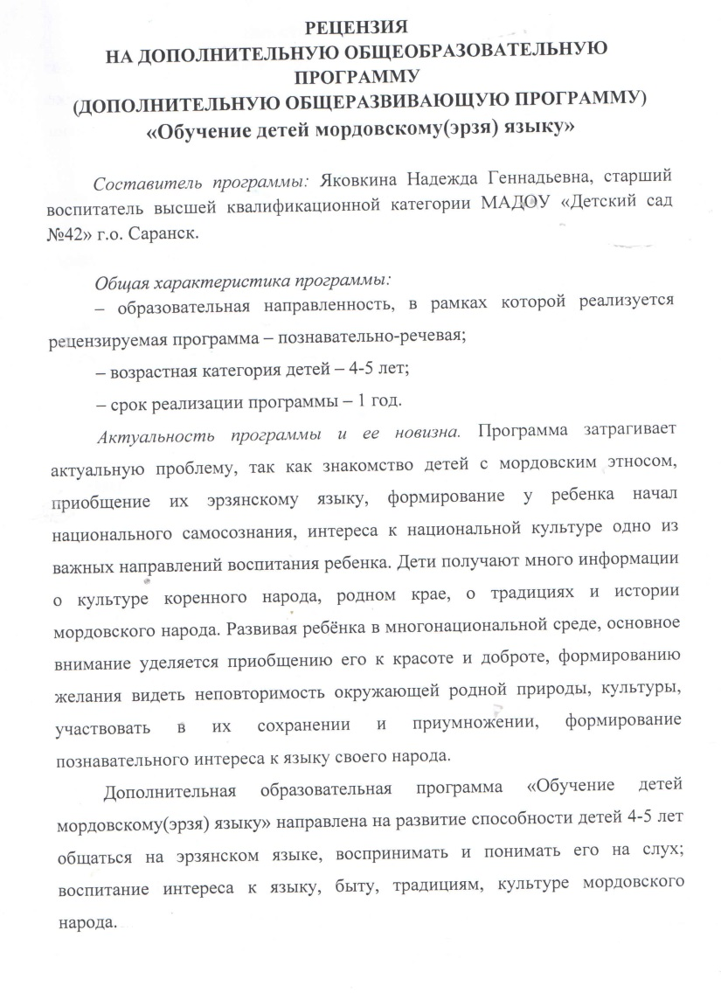 РЕЦЕНЗИЯ
НА ДОПОЛНИТЕЛЬНУЮ ОБЩЕОБРАЗОВАТЕЛЬНУЮ
ПРОГРАММУ
(ДОПОЛНИТЕЛЬНУЮ ОБЩЕРАЗВИВАЮЩУЮ ПРОГРАММУ)
«Обучение детей мордовскому(эрзя) языку»
Составитель программы: Яковкина Надежда Геннадьевна, старший
воспитатель высшей квалификационной категории МАДОУ «Детский сад
№42» г.о. Саранск.
Общая характеристика программы:
– образовательная направленность, в рамках которой реализуется
рецензируемая программа – познавательно-речевая;
– возрастная категория детей – 4-5 лет;
– срок реализации программы – 1 год.
Актуальность программы и ее новизна. Программа затрагивает
актуальную проблему, так как знакомство детей с мордовским этносом,
приобщение их эрзянскому языку, формирование у ребенка начал
национального самосознания, интереса к национальной культуре одно из
важных направлений воспитания ребенка. Дети получают много информации
о культуре коренного народа, родном крае, о традициях и истории
мордовского народа. Развивая ребёнка в многонациональной среде, основное
внимание уделяется приобщению его к красоте и доброте, формированию
желания видеть неповторимость окружающей родной природы, культуры,
участвовать в их сохранении и приумножении, формирование
познавательного интереса к языку своего народа.
Дополнительная образовательная программа «Обучение детей
мордовскому(эрзя) языку» направлена на развитие способности детей 4-5 лет
общаться на эрзянском языке, воспринимать и понимать его на слух;
воспитание интереса к языку, быту, традициям, культуре мордовского
народа.